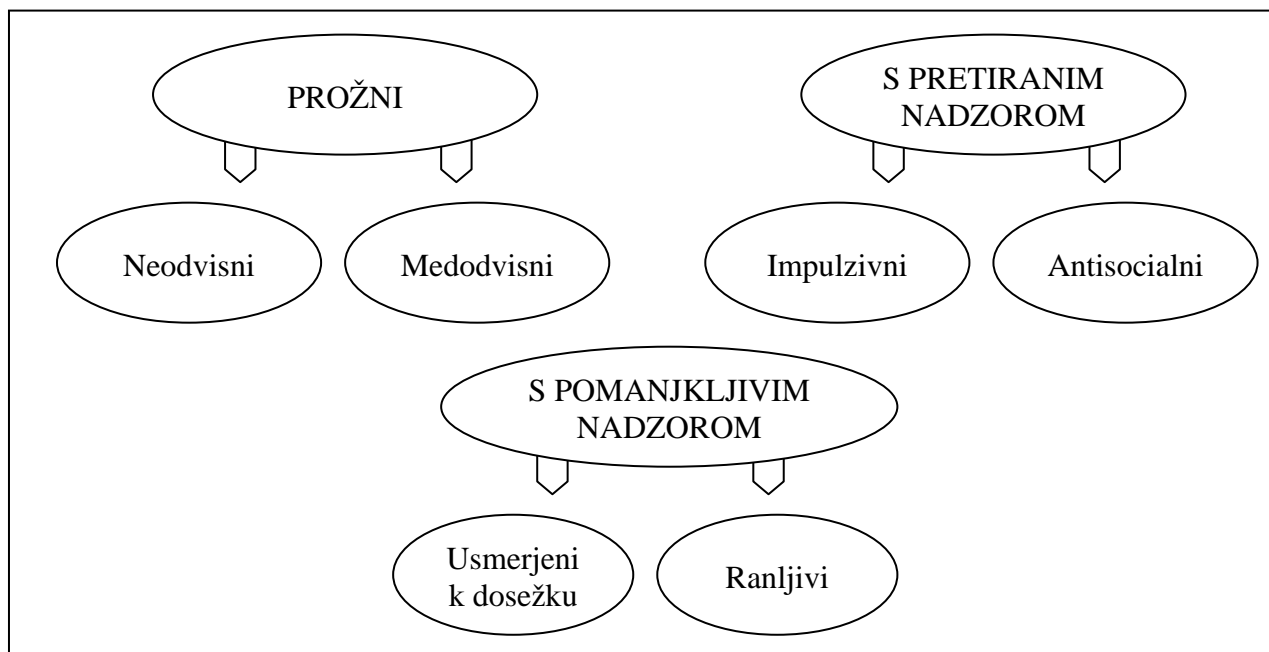 PROŽNI
S PRETIRANIM
NADZOROM
Neodvisni
Medodvisni
Impulzivni
Antisocialni
S POMANJKLJIVIM
NADZOROM
Usmerjeni
k dosežku
Ranljivi